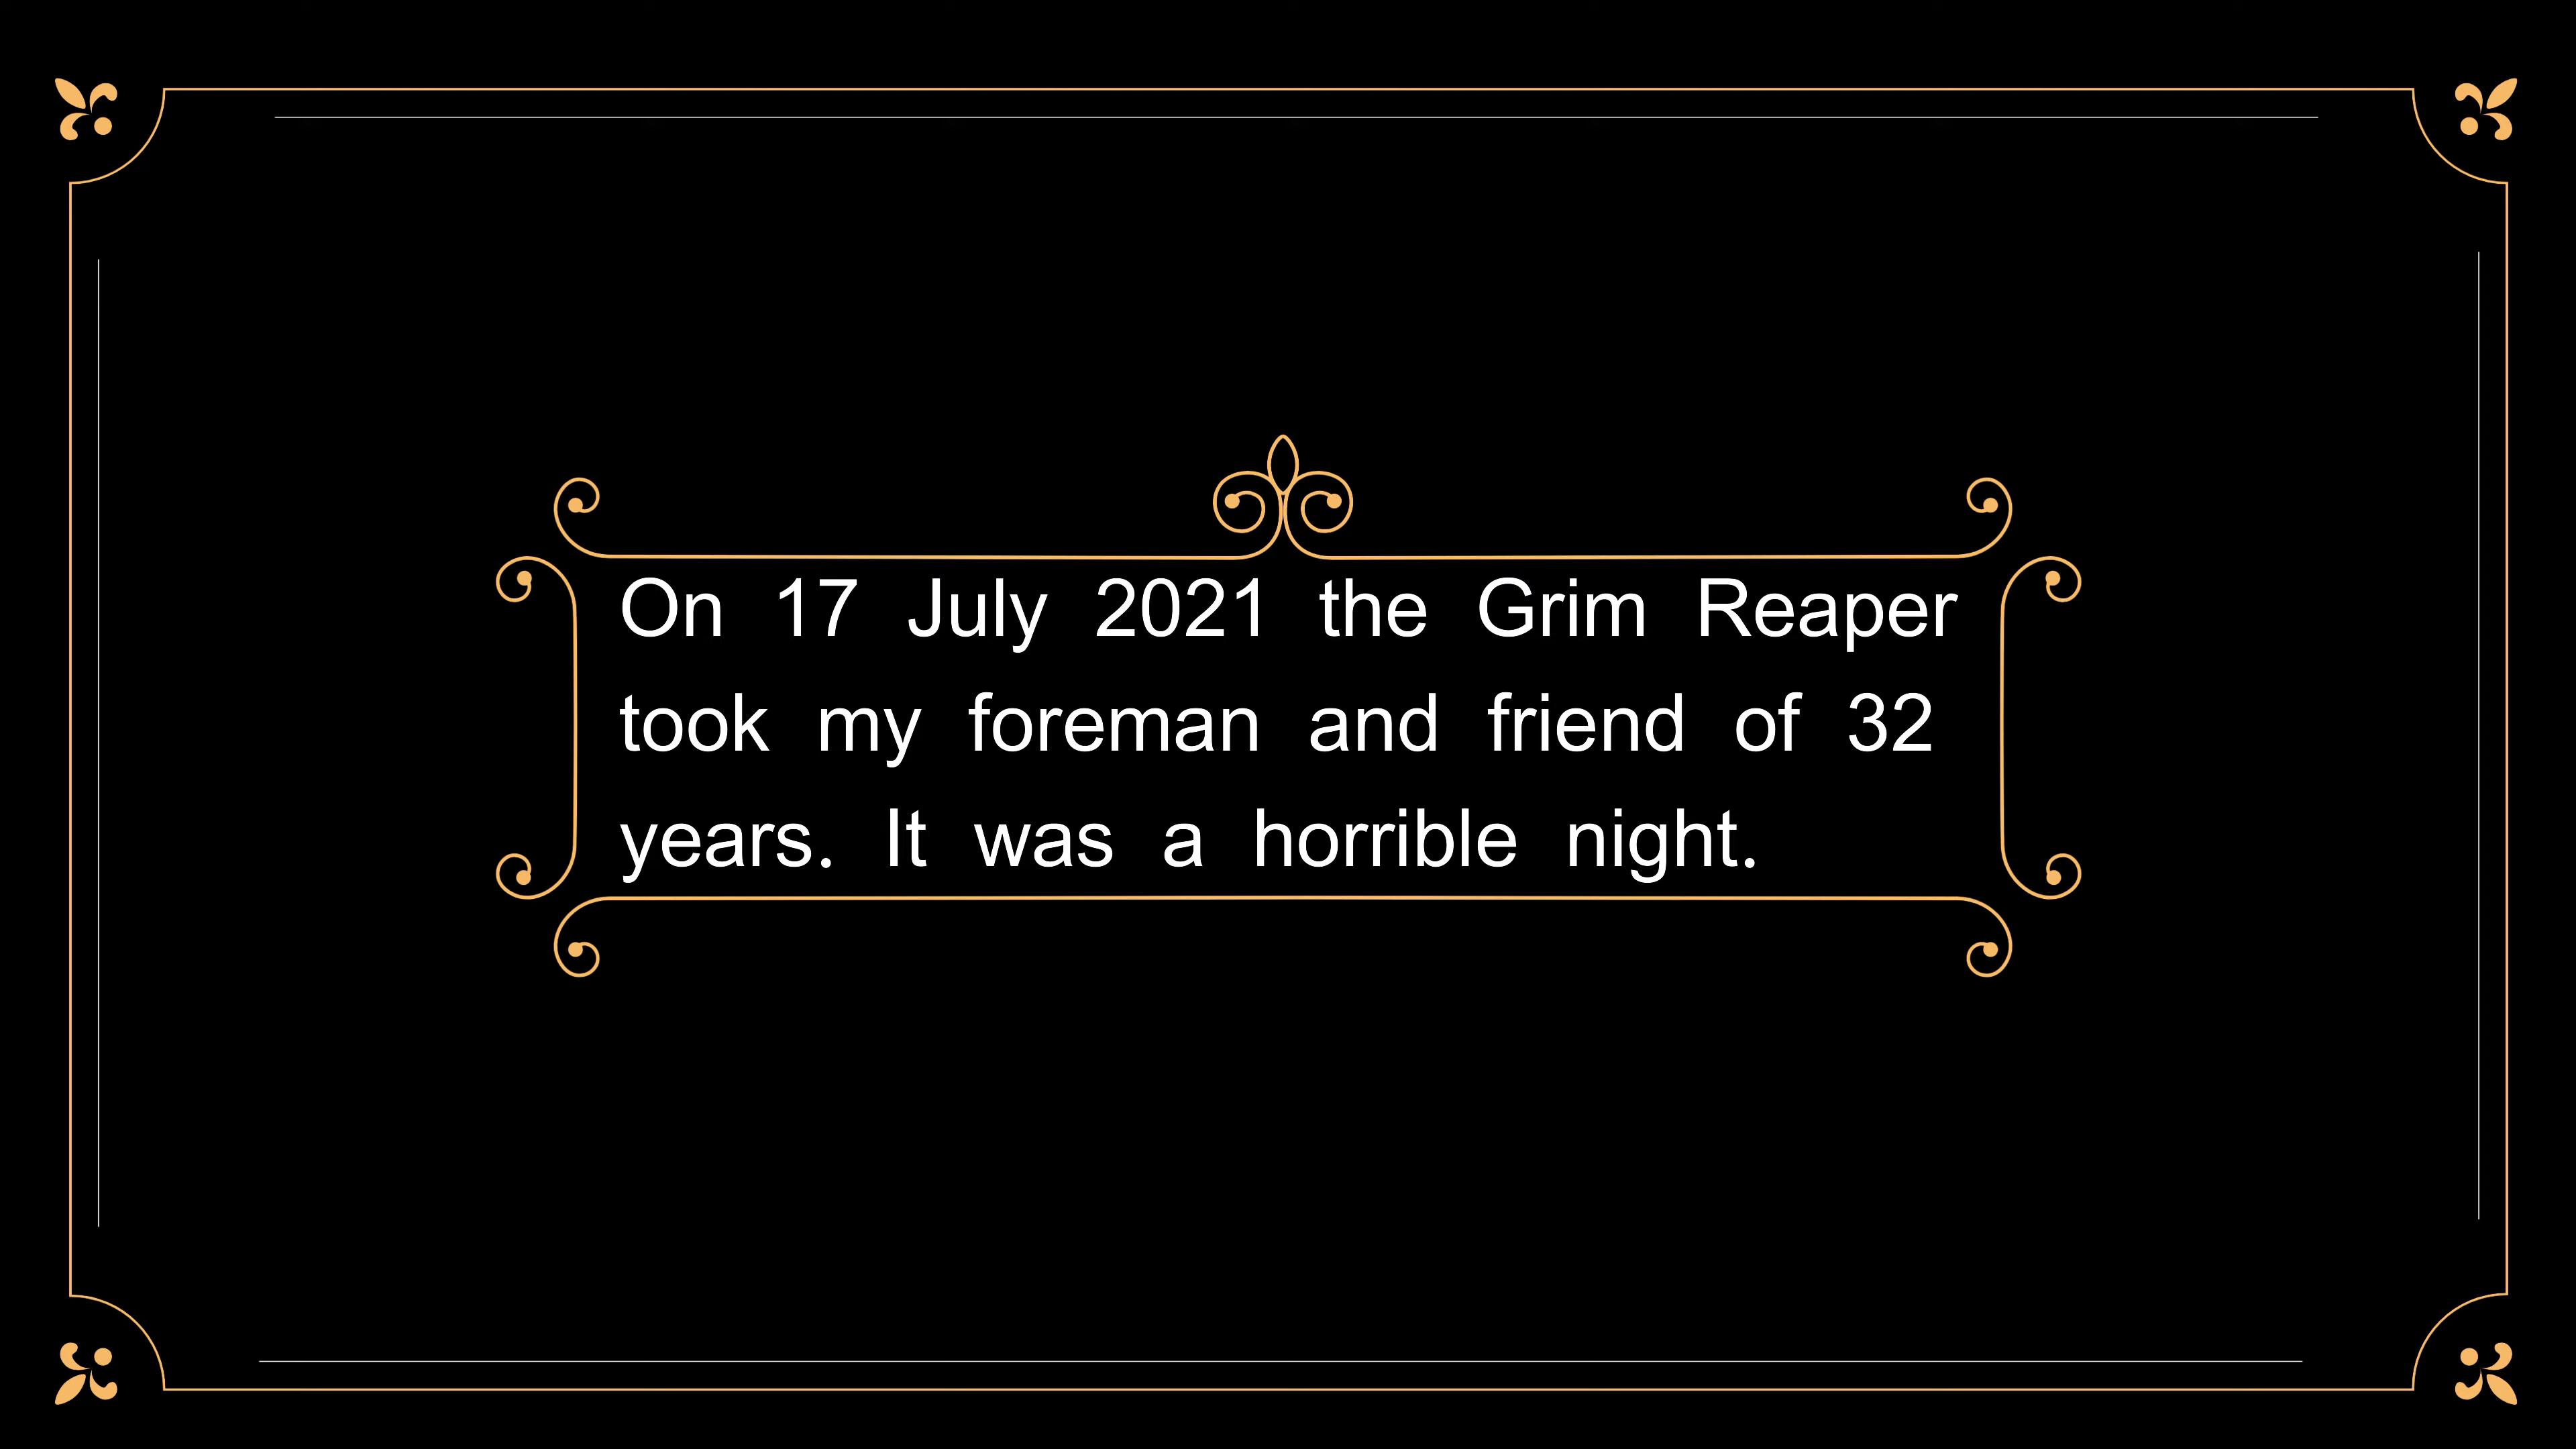 On 17 July 2021 the Grim Reaper
took my foreman and friend of 32
years. It was a horrible night.